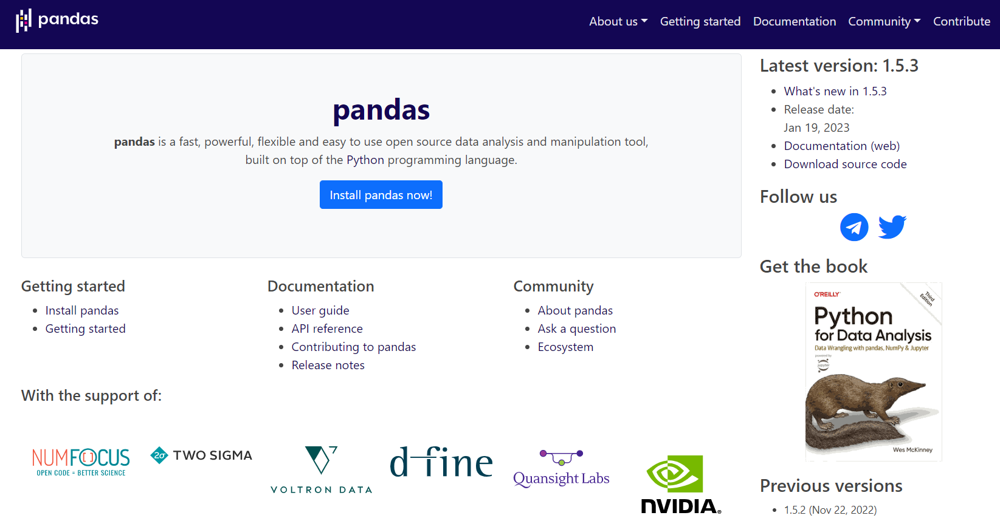 pandas
About us
Getting started
Documentation
Community
Contribute
pandas
pandas is a fast, powerful, flexible and easy to use open source data analysis and manipulation tool,
built on top of the Python programming language.
Install pandas now!
Getting started
Install pandas
Getting started
Documentation
User guide
API reference
Contributing to pandas
Release notes
Community
About pandas
Ask a question
Ecosystem
With the support of:
NUMFOCUS
OPEN CODE = BETTER SCIENCE
2σ TWO SIGMA
VOLTRON DATA
d-fine
Quansight Labs
NVIDIA®
Latest version: 1.5.3
What's new in 1.5.3
Release date:
Jan 19, 2023
Documentation (web)
Download source code
Follow us
Get the book
O'REILLY®
Third
Edition
Python
for Data Analysis
Data Wrangling with pandas, NumPy & Jupyter
powered by
jupyter
Wes McKinney
Previous versions
1.5.2 (Nov 22, 2022)